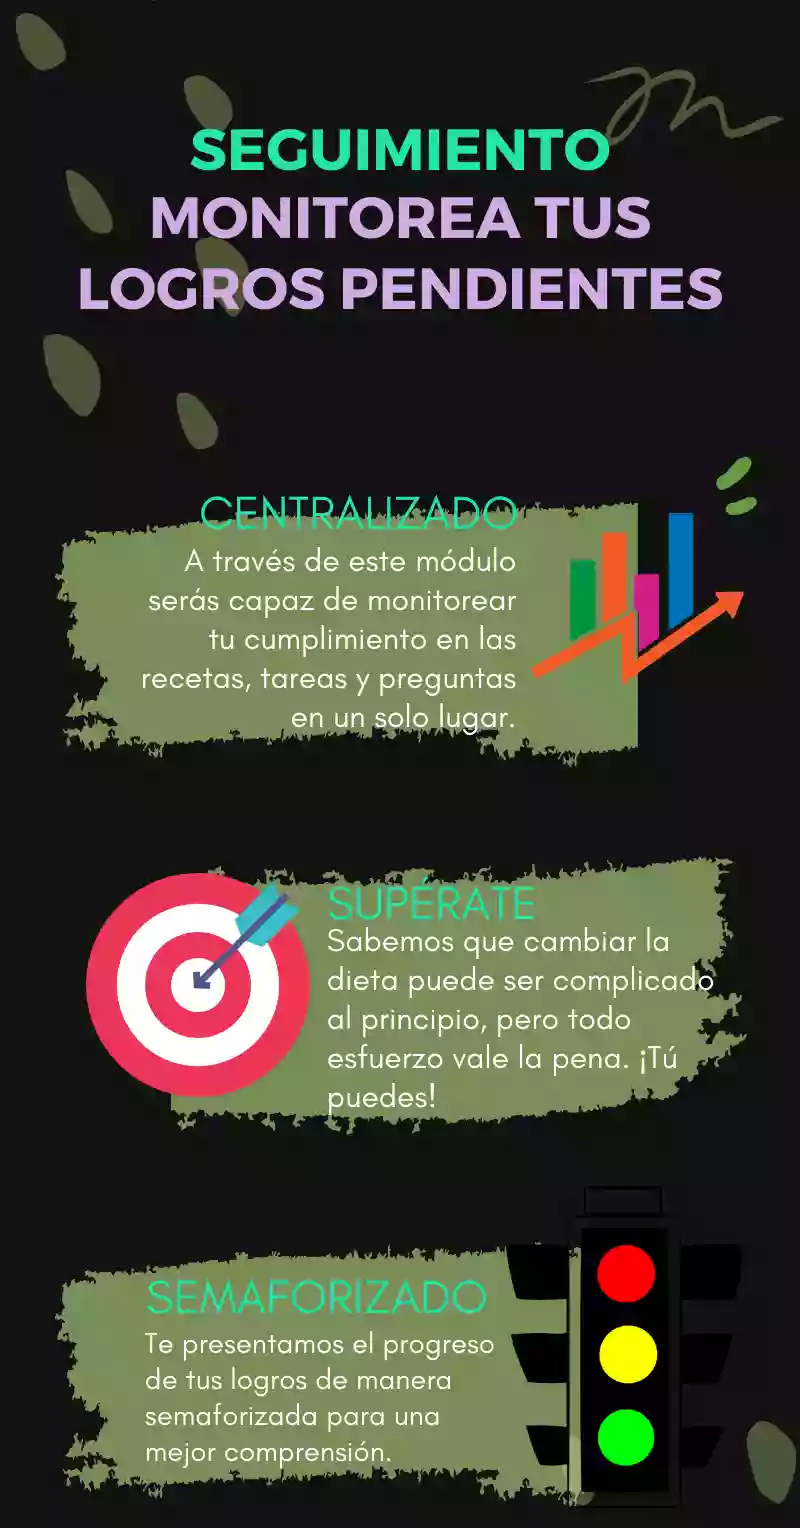 SEGUIMIENTO
MONITOREA TUS
LOGROS PENDIENTES
CENTRALIZADO
A través de este módulo
serás capaz de monitorear
tu cumplimiento en las
recetas, tareas y preguntas
en un solo lugar.
SUPÉRATE
Sabemos que cambiar la
dieta puede ser complicado
al principio, pero todo
esfuerzo vale la pena. ¡Tú
puedes!
SEMAFORIZADO
Te presentamos el progreso
de tus logros de manera
semaforizada para una
mejor comprensión.